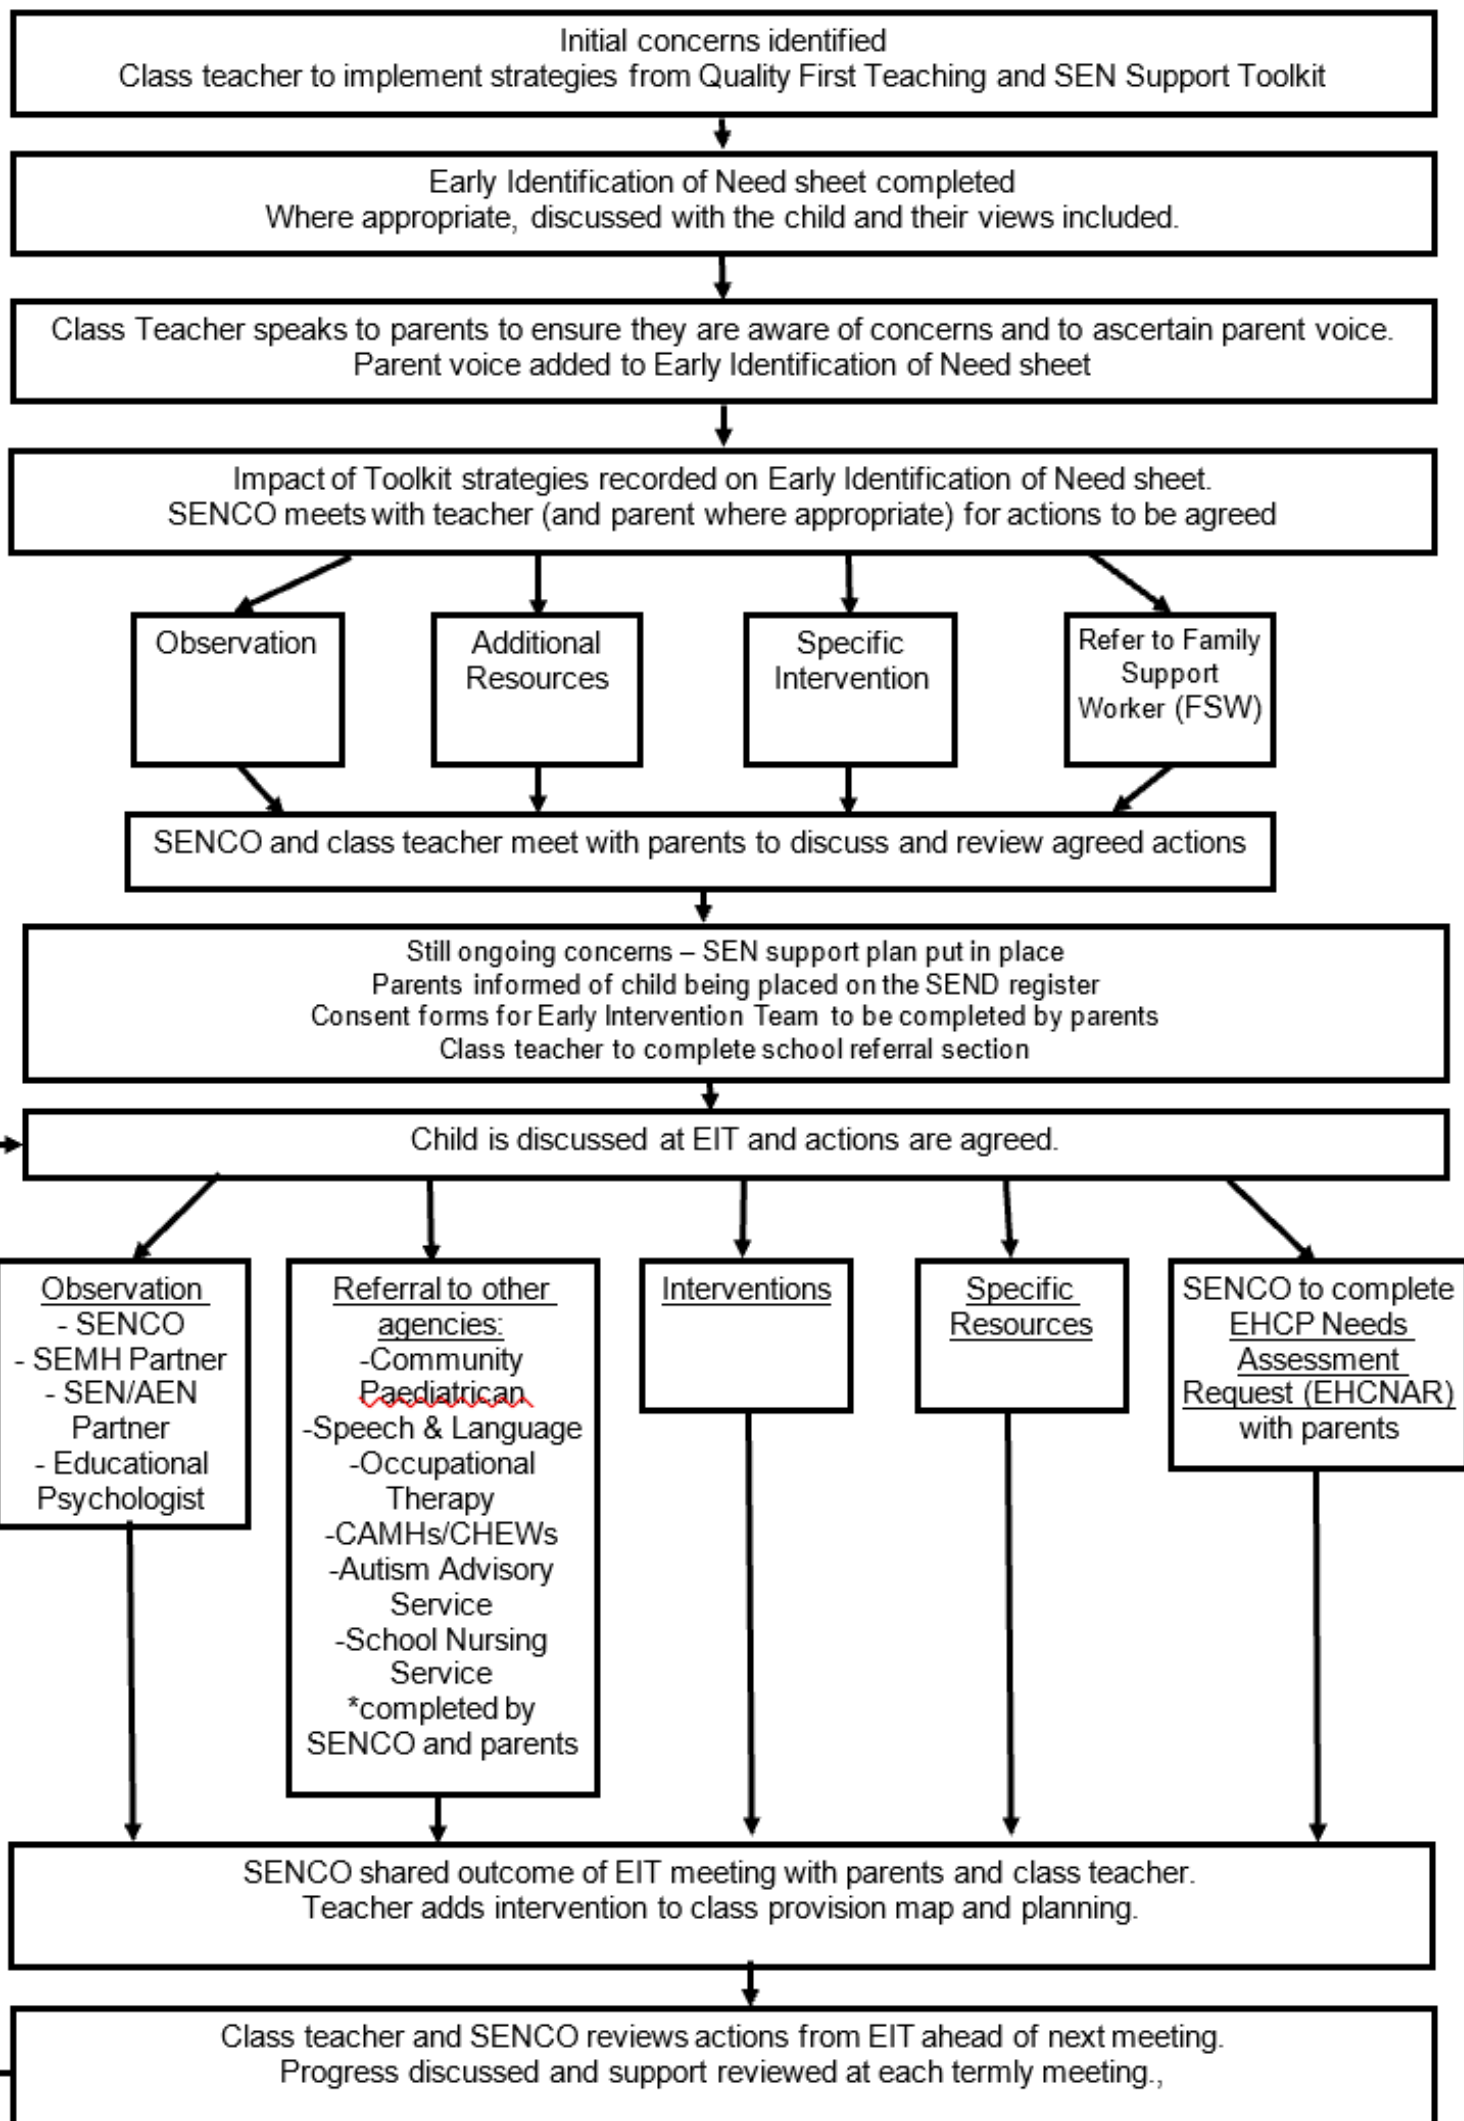 Initial concerns identified
Class teacher to implement strategies from Quality First Teaching and SEN Support Toolkit
Early Identification of Need sheet completed
Where appropriate, discussed with the child and their views included.
Class Teacher speaks to parents to ensure they are aware of concerns and to ascertain parent voice.
Parent voice added to Early Identification of Need sheet
Impact of Toolkit strategies recorded on Early Identification of Need sheet.
SENCO meets with teacher (and parent where appropriate) for actions to be agreed
Observation
Additional
Resources
Specific
Intervention
Refer to Family
Support
Worker (FSW)
SENCO and class teacher meet with parents to discuss and review agreed actions
Still ongoing concerns – SEN support plan put in place
Parents informed of child being placed on the SEND register
Consent forms for Early Intervention Team to be completed by parents
Class teacher to complete school referral section
Child is discussed at EIT and actions are agreed.
Observation
- SENCO
- SEMH Partner
- SEN/AEN
Partner
- Educational
Psychologist
Referral to other
agencies:
-Community
Paediatrican
-Speech & Language
-Occupational
Therapy
-CAMHs/CHEWs
-Autism Advisory
Service
-School Nursing
Service
*completed by
SENCO and parents
Interventions
Specific
Resources
SENCO to complete
EHCP Needs
Assessment
Request (EHCNAR)
with parents
SENCO shared outcome of EIT meeting with parents and class teacher.
Teacher adds intervention to class provision map and planning.
Class teacher and SENCO reviews actions from EIT ahead of next meeting.
Progress discussed and support reviewed at each termly meeting.,